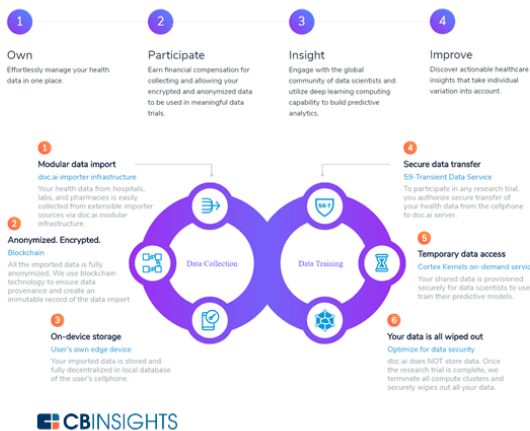 1
2
3
4
Own
Effortlessly manage your health
data in one place.
Participate
Earn financial compensation for
collecting and allowing your
encrypted and anonymized data
to be used in meaningful data
trials.
Insight
Engage with the global
community of data scientists and
utilize deep learning computing
capability to build predictive
analytics.
Improve
Discover actionable healthcare
insights that take individual
variation into account.
1
Modular data import
doc.ai importer infrastructure
Your health data from hospitals,
labs, and pharmacies is easily
collected from extensible importer
sources via doc.ai modular
infrastructure.
2
Anonymized. Encrypted.
Blockchain
All the imported data is fully
anonymized. We use blockchain
technology to ensure data
provenance and create an
immutable record of the data import
3
On-device storage
User's own edge device
Your imported data is stored and
fully decentralized in local database
of the user's cellphone.
Data Collection
Data Training
59-T
4
Secure data transfer
59-Transient Data Service
To participate in any research trial,
you authorize secure transfer of
your health data from the cellphone
to doc.ai server.
5
Temporary data access
Cortex Kernels on-demand servic
Your shared data is provisioned
securely for data scientists to use
train their predictive models.
6
Your data is all wiped out
Optimize for data security
doc.ai does NOT store data. Once
the research trial is complete, we
terminate all compute clusters and
securely wipes out all your data.
CBINSIGHTS